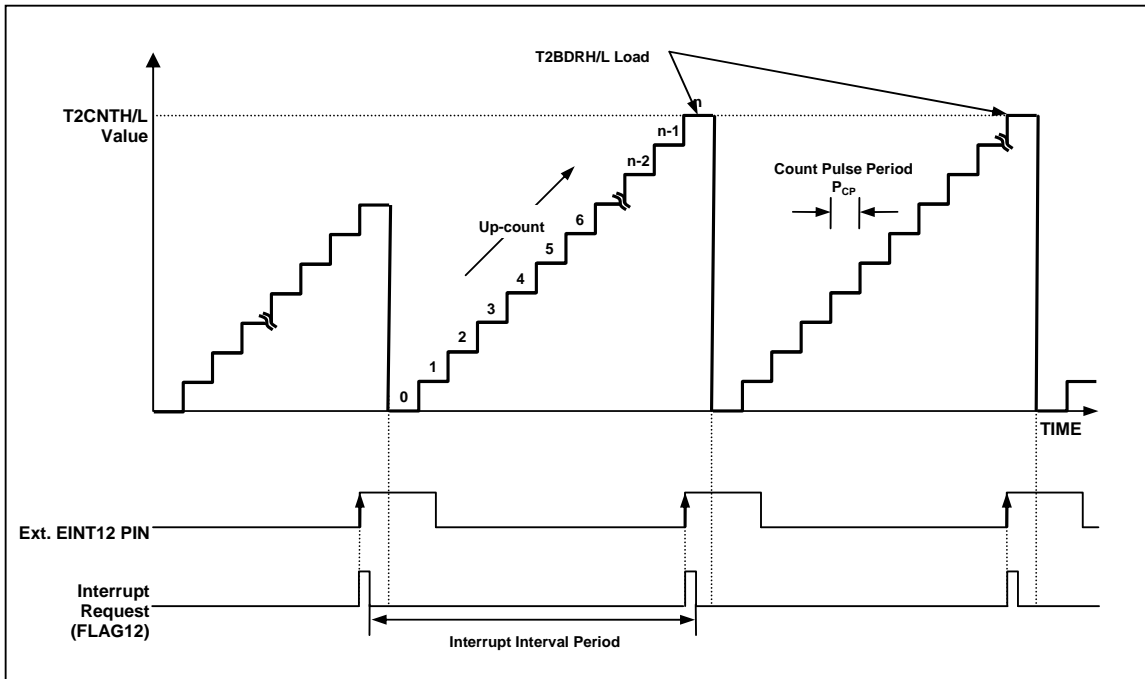 T2BDRH/L Load
T2CNTH/L
Value
n
n-1
n-2
Count Pulse Period
PCP
Up-count
6
5
4
3
2
1
0
TIME
Ext. EINT12 PIN
Interrupt
Request
(FLAG12)
Interrupt Interval Period